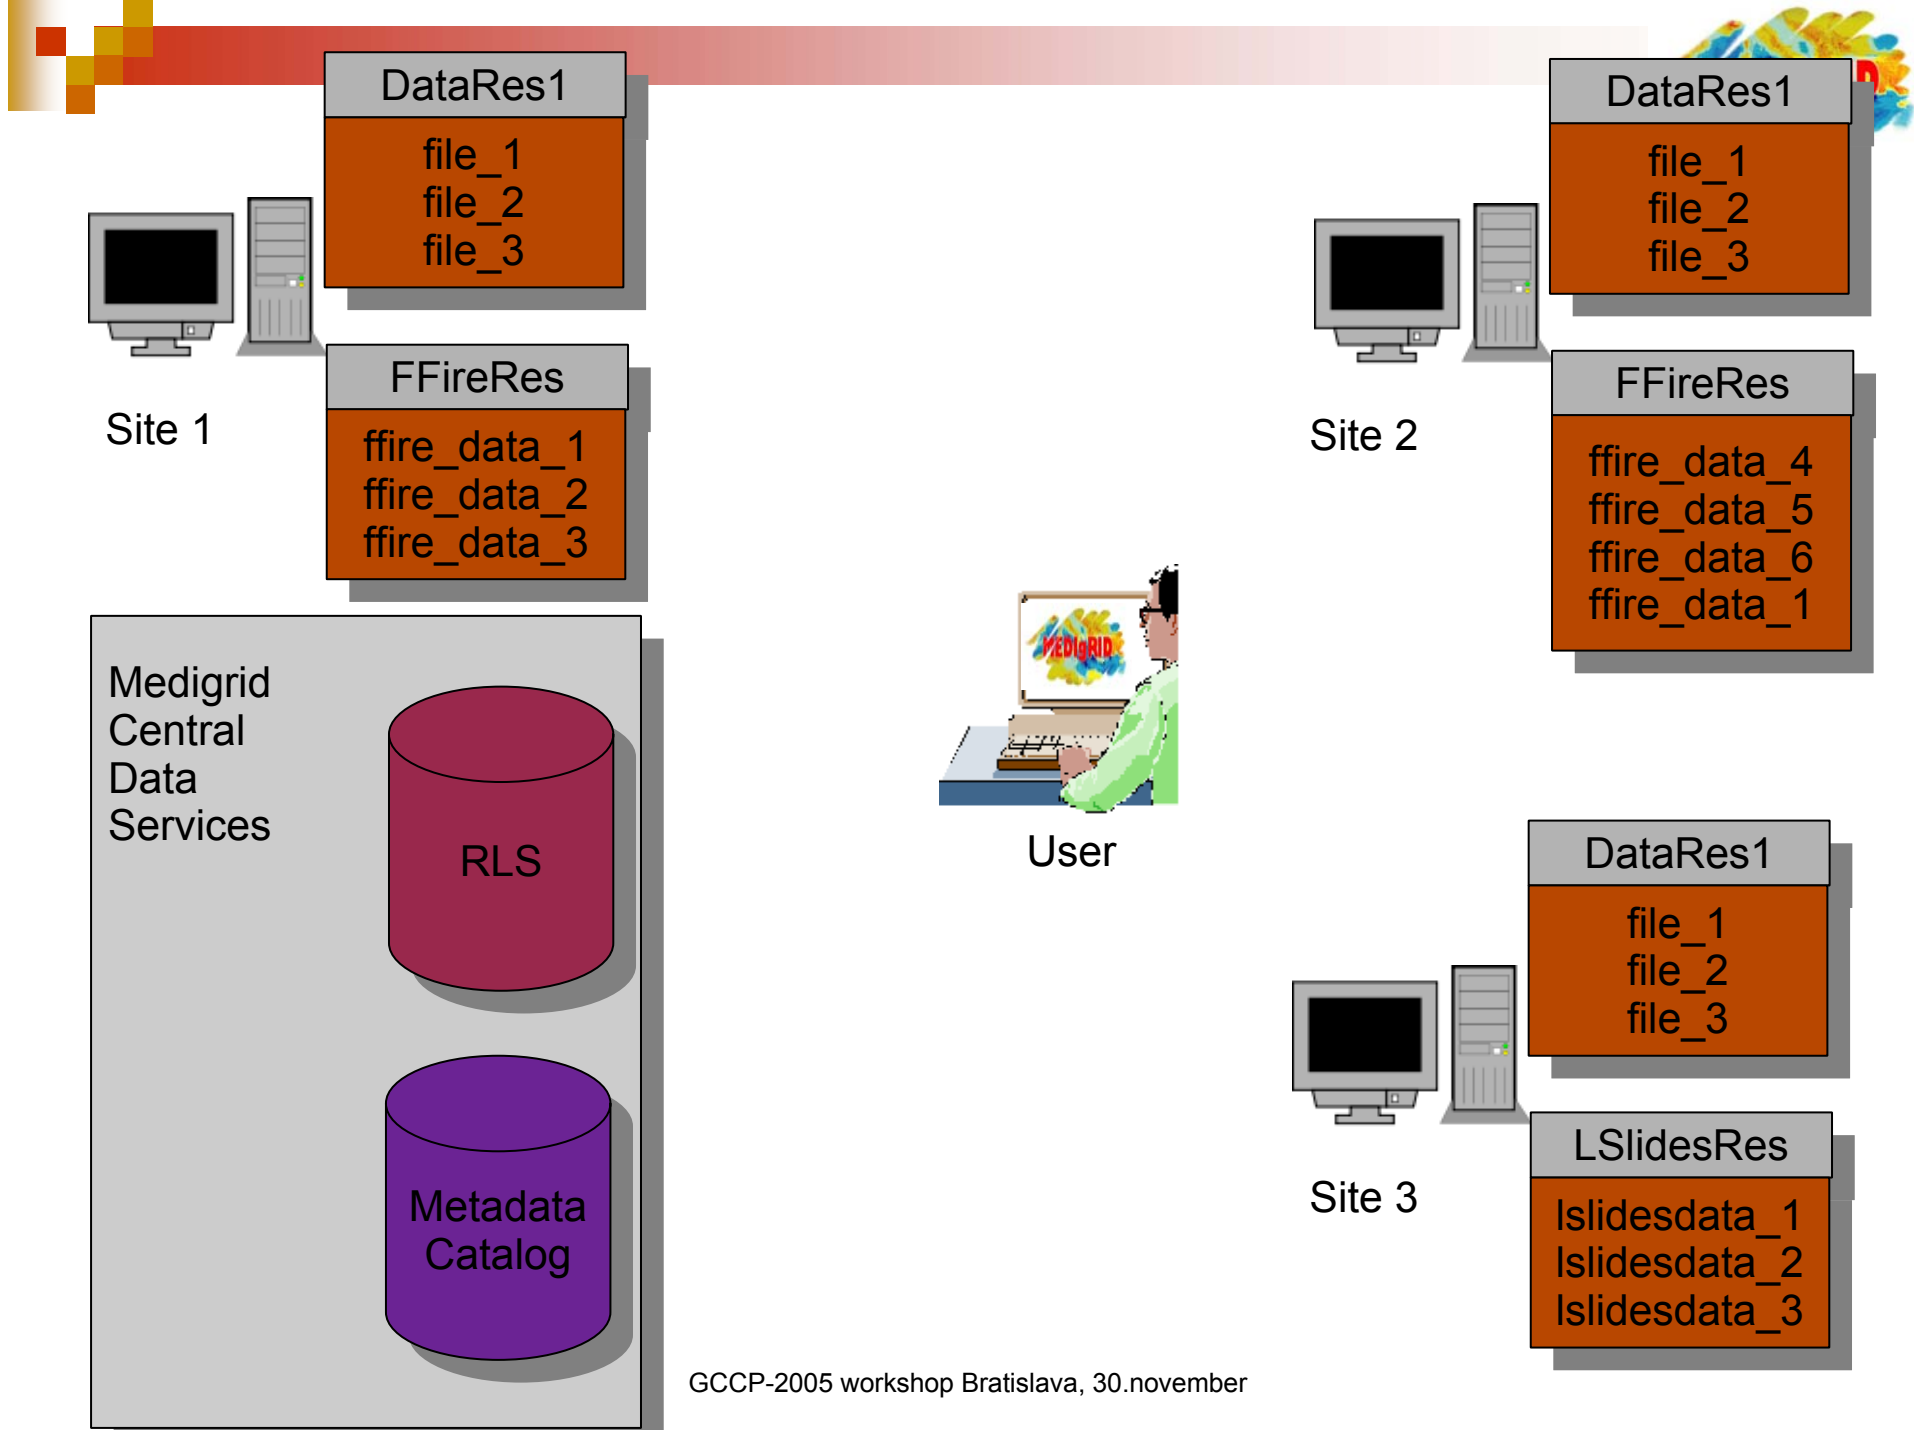 DataRes1
file_1
file_2
file_3
Site 1
FFireRes
ffire_data_1
ffire_data_2
ffire_data_3
DataRes1
file_1
file_2
file_3
Site 2
FFireRes
ffire_data_4
ffire_data_5
ffire_data_6
ffire_data_1
Medigrid
Central
Data
Services
RLS
Metadata
Catalog
MEDIgRID
User
DataRes1
file_1
file_2
file_3
Site 3
LSlidesRes
lslidesdata_1
lslidesdata_2
lslidesdata_3
GCCP-2005 workshop Bratislava, 30.november